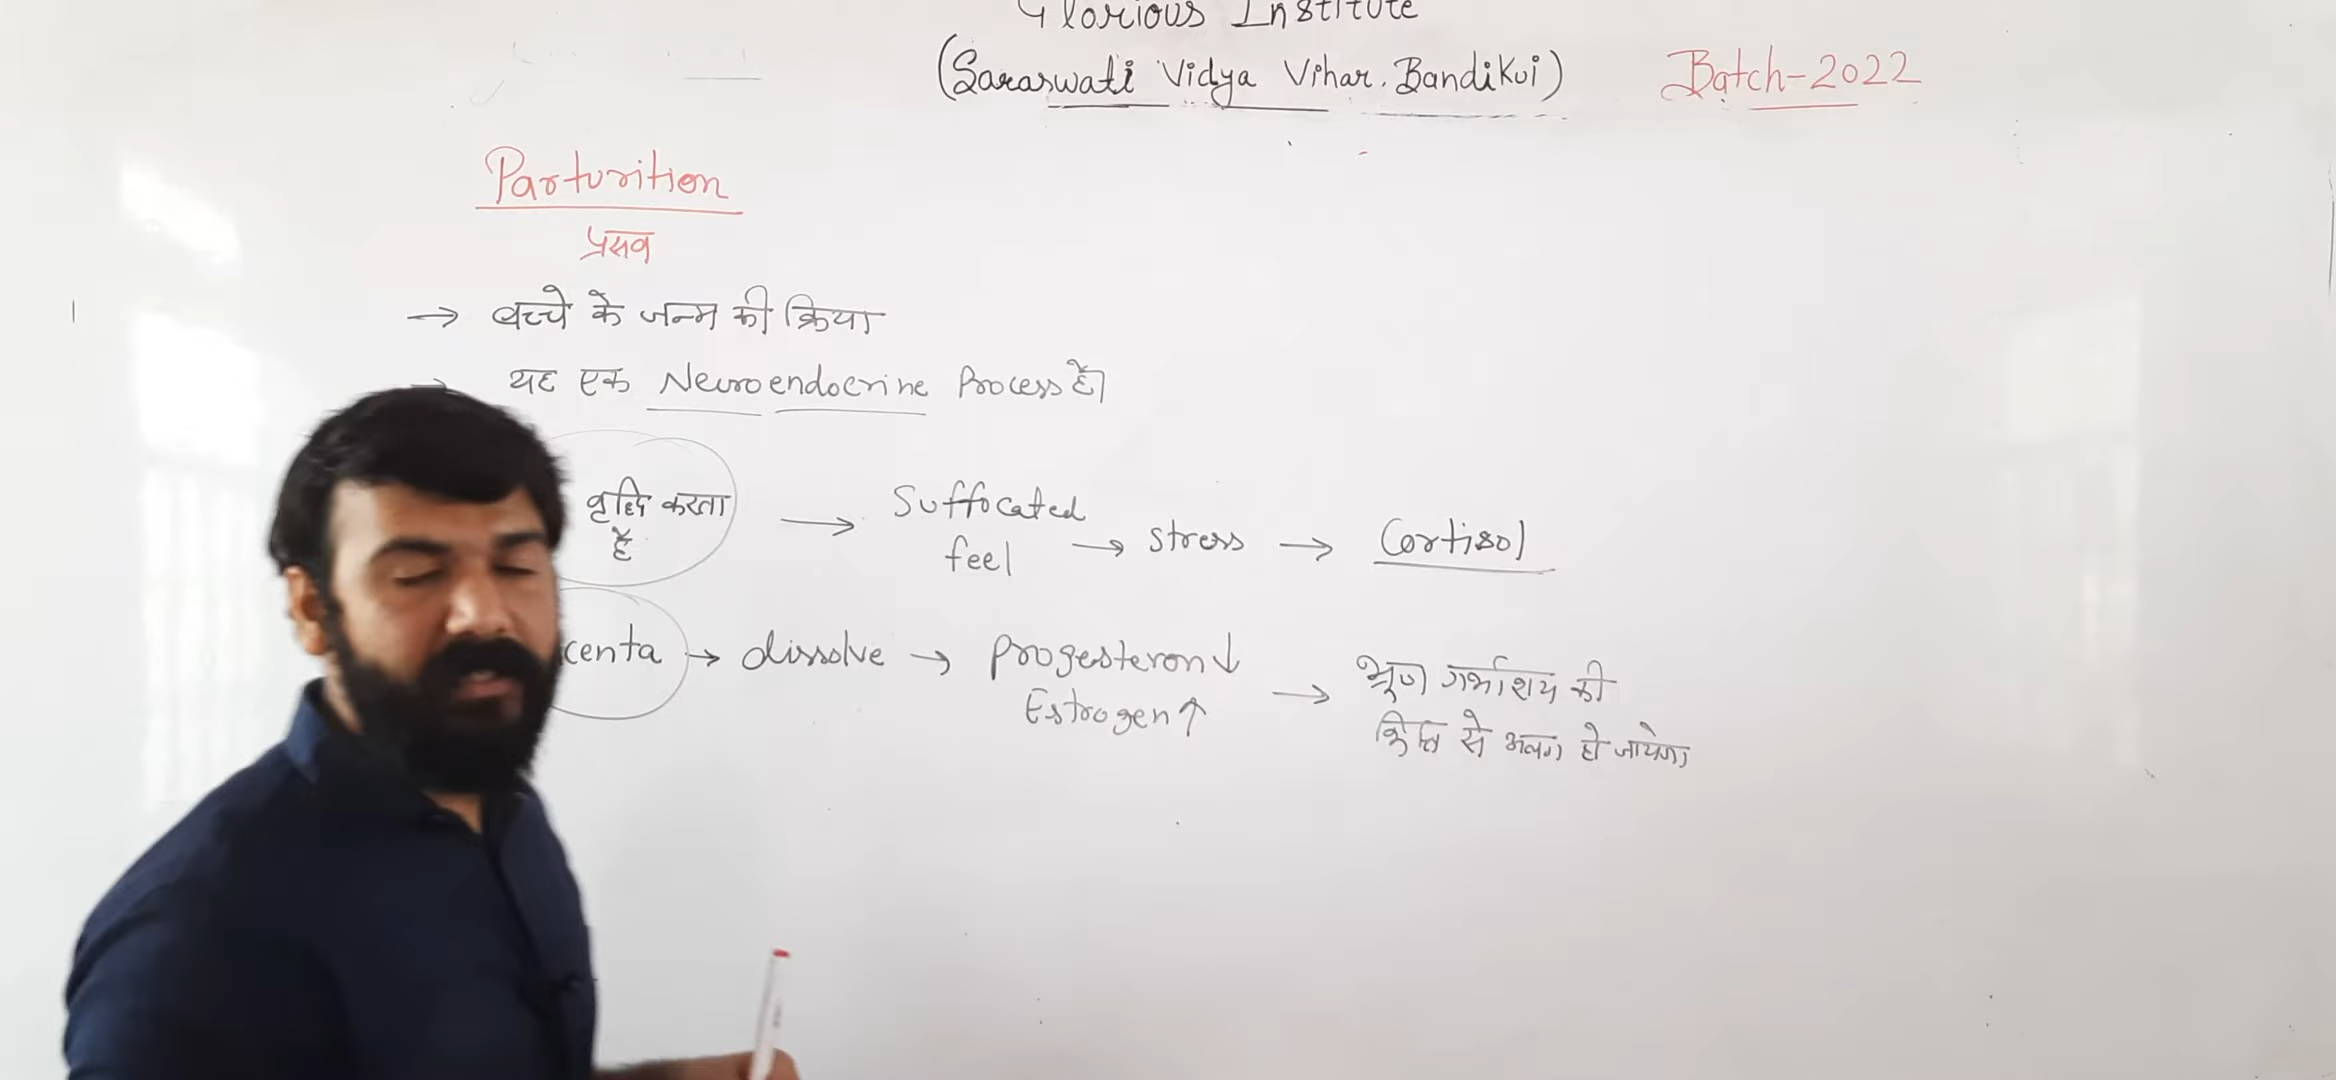 Glorious Institute
(Saraswati Vidya Vihar. Bandikui) Batch-2022
Parturition
प्रसव
→ बच्चे के जन्म की क्रिया
→ यह एक Neuroendocrine Process है।
वृद्धि करता है → Suffocated feel → stress → Cortisol
centa → dissolve → Progesteron↓ Estrogen↑ → भ्रूण गर्भाशय की
भित्ति से अलग हो जायेगा